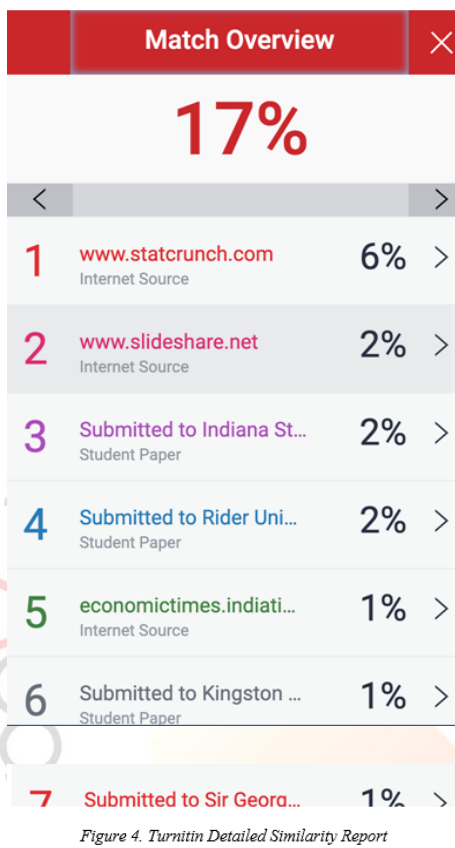 Match Overview
17%
1 www.statcrunch.com 6%
Internet Source
2 www.slideshare.net 2%
Internet Source
3 Submitted to Indiana St... 2%
Student Paper
4 Submitted to Rider Uni... 2%
Student Paper
5 economictimes.indiati... 1%
Internet Source
6 Submitted to Kingston ... 1%
Student Paper
7 Submitted to Sir Georg... 1%
Figure 4. Turnitin Detailed Similarity Report